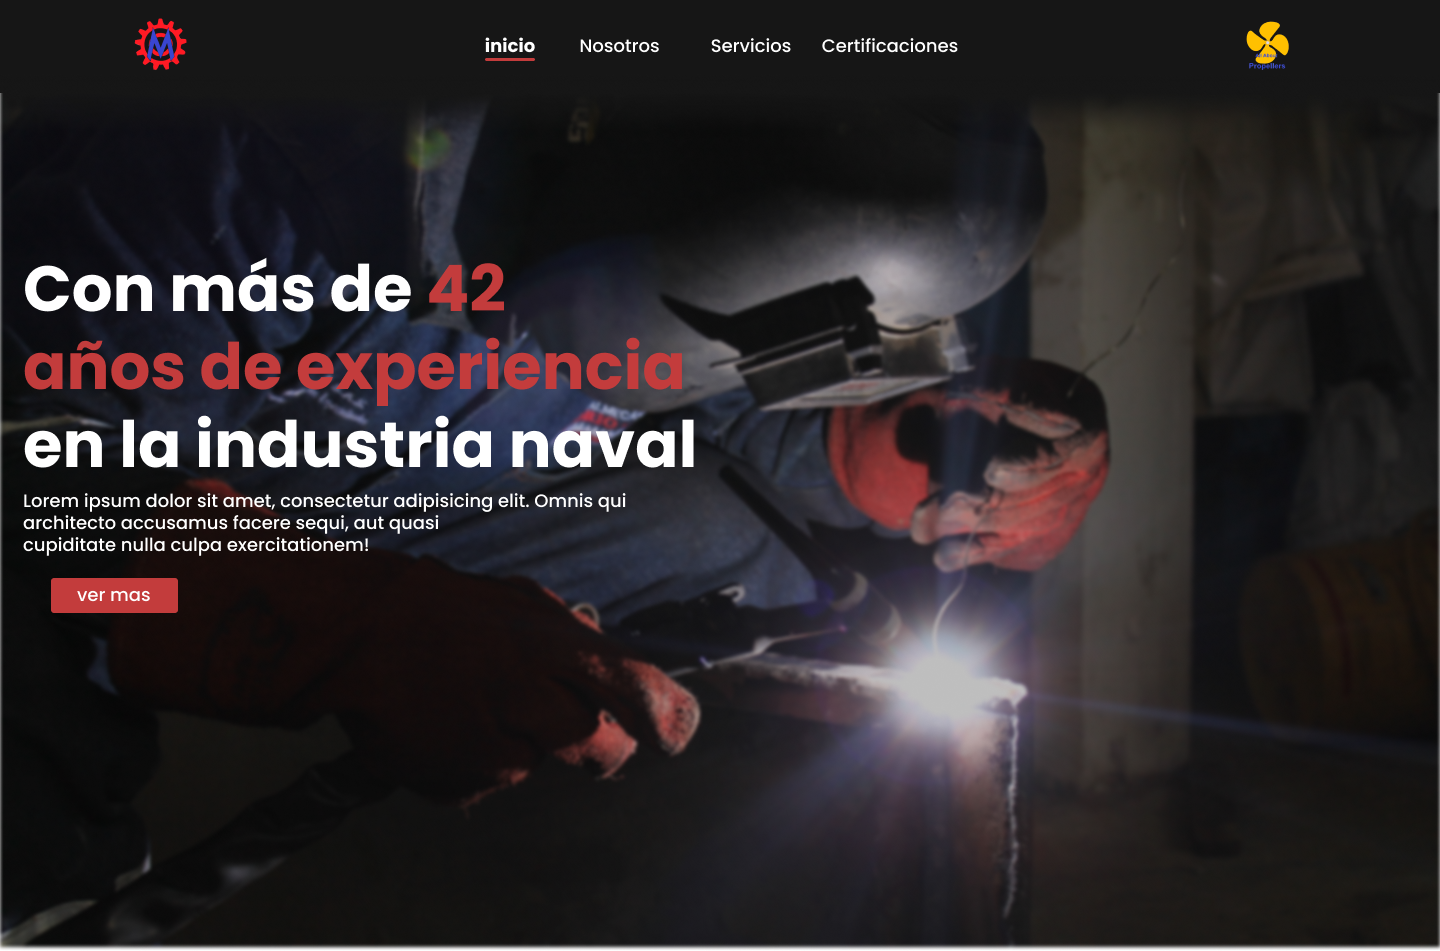 inicio Nosotros Servicios Certificaciones
Propellers
Con más de 42
años de experiencia
en la industria naval
Lorem ipsum dolor sit amet, consectetur adipisicing elit. Omnis qui
architecto accusamus facere sequi, aut quasi
cupiditate nulla culpa exercitationem!
ver mas